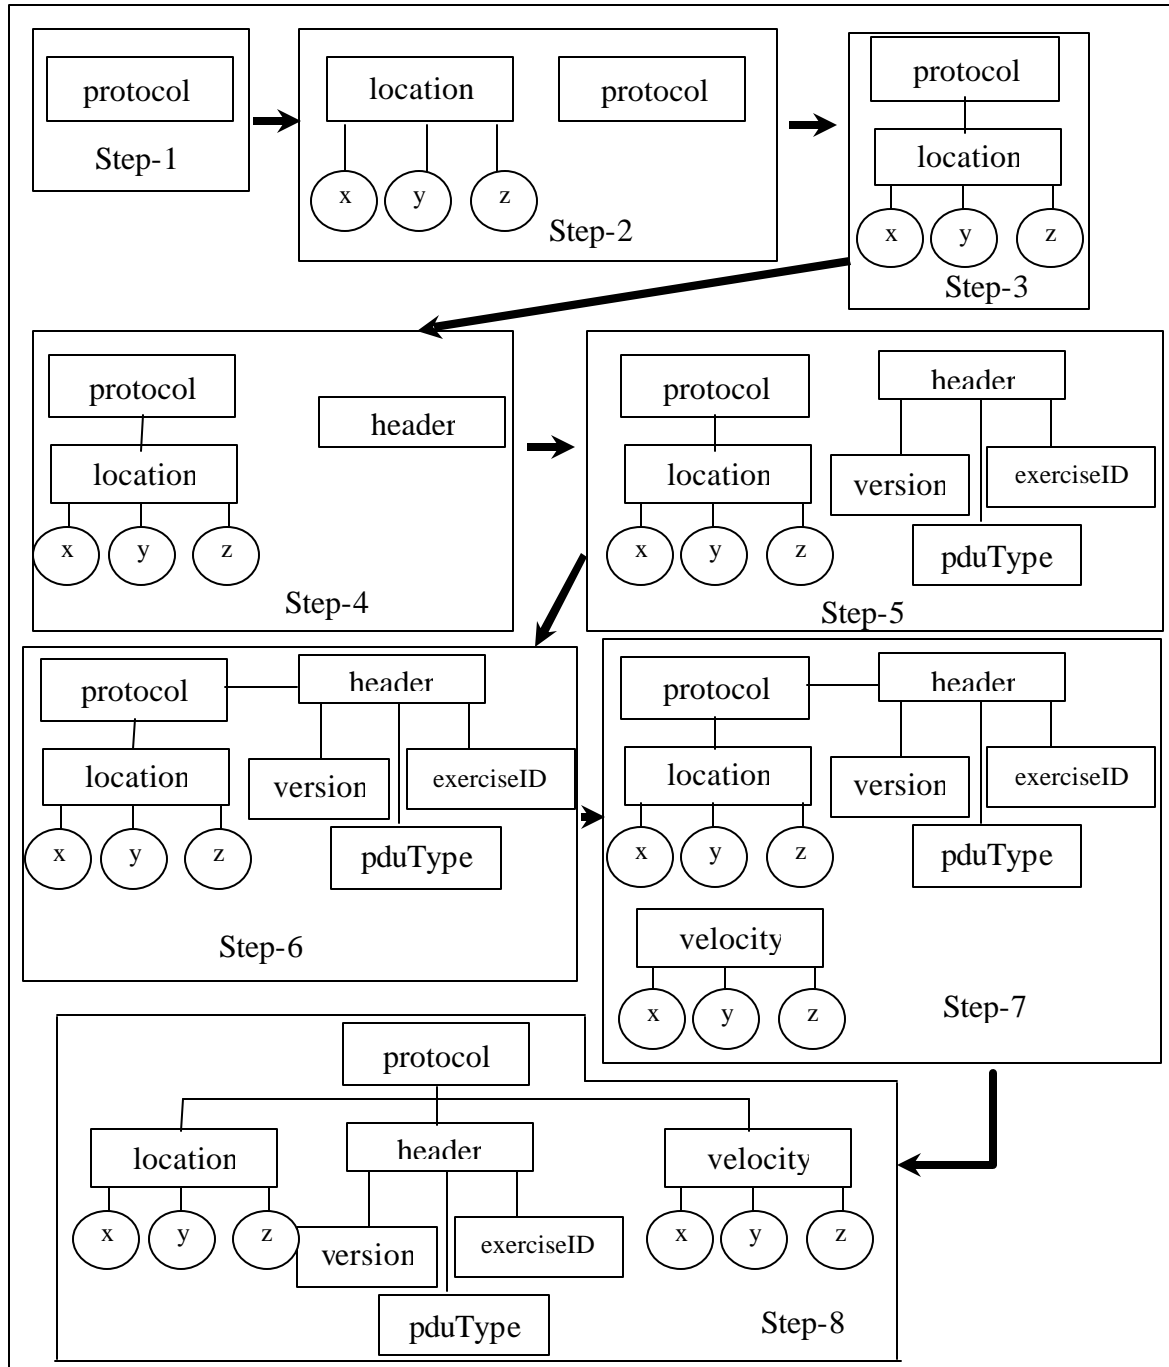 protocol
Step-1
location
protocol
x y z
Step-2
protocol
location
x y z
Step-3
protocol
header
location
x y z
Step-4
protocol
header
location
version
exerciseID
x y z
pduType
Step-5
protocol
header
location
version
exerciseID
x y z
pduType
Step-6
protocol
header
location
version
exerciseID
x y z
pduType
velocity
x y z
Step-7
protocol
location
header
velocity
x y z
version
exerciseID
x y z
pduType
Step-8